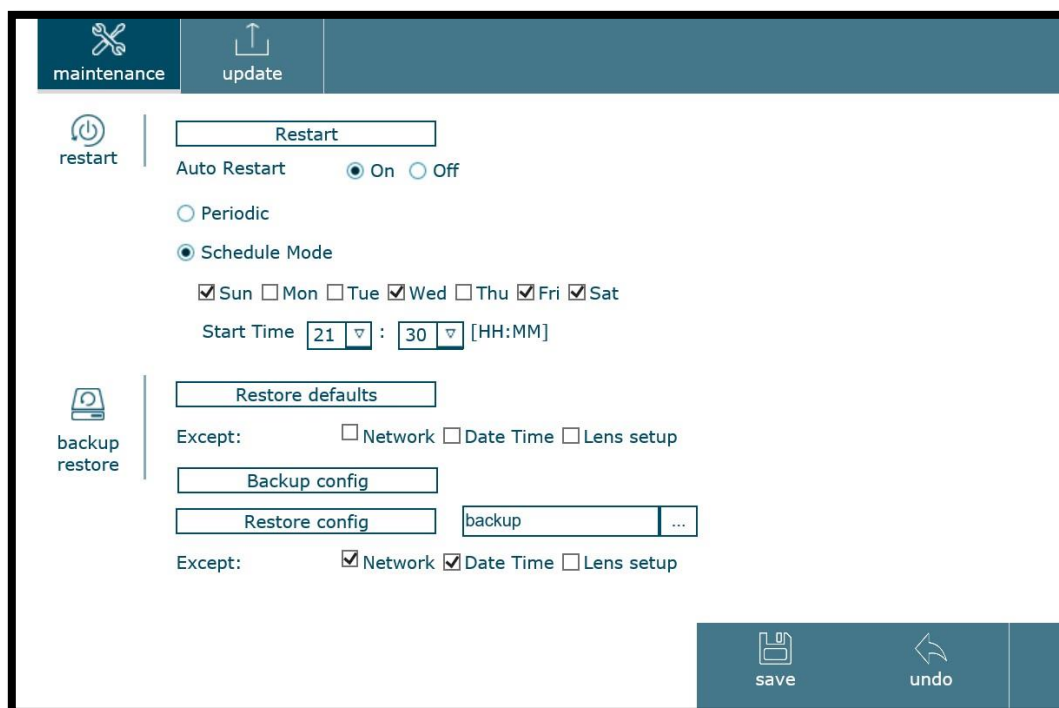 maintenance update
restart
Restart
Auto Restart On Off
Periodic
Schedule Mode
Sun Mon Tue Wed Thu Fri Sat
Start Time 21 : 30 [HH:MM]
backup
restore
Restore defaults
Except: Network Date Time Lens setup
Backup config
Restore config backup ...
Except: Network Date Time Lens setup
save undo